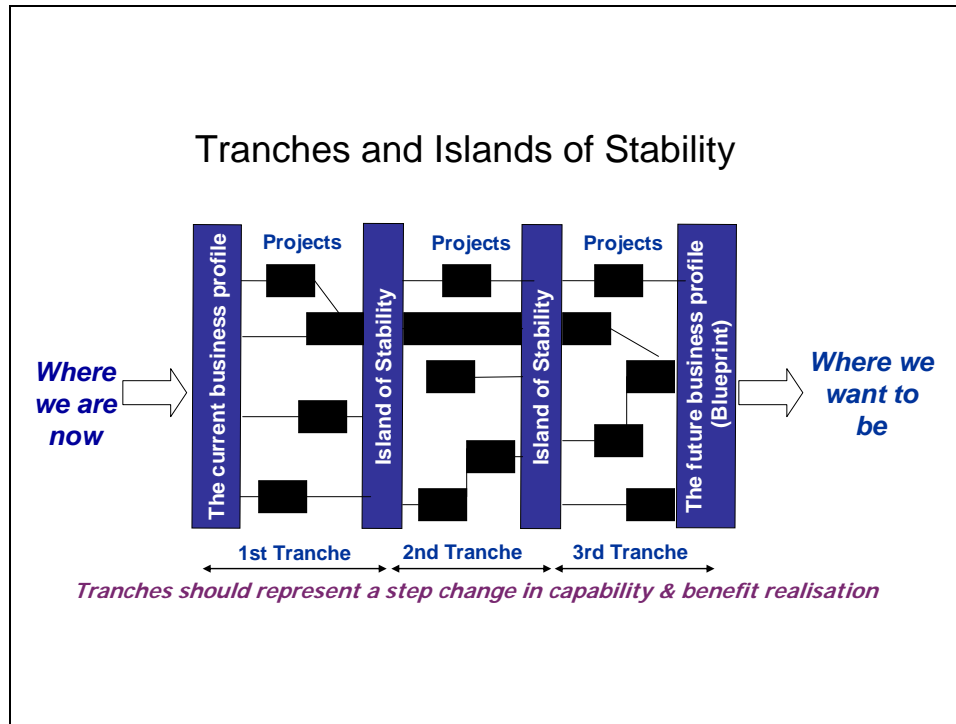 Tranches and Islands of Stability
Projects
Projects
Projects
Where
we are
now
The current business profile
Island of Stability
Island of Stability
The future business profile
(Blueprint)
Where we
want to
be
1st Tranche
2nd Tranche
3rd Tranche
Tranches should represent a step change in capability & benefit realisation